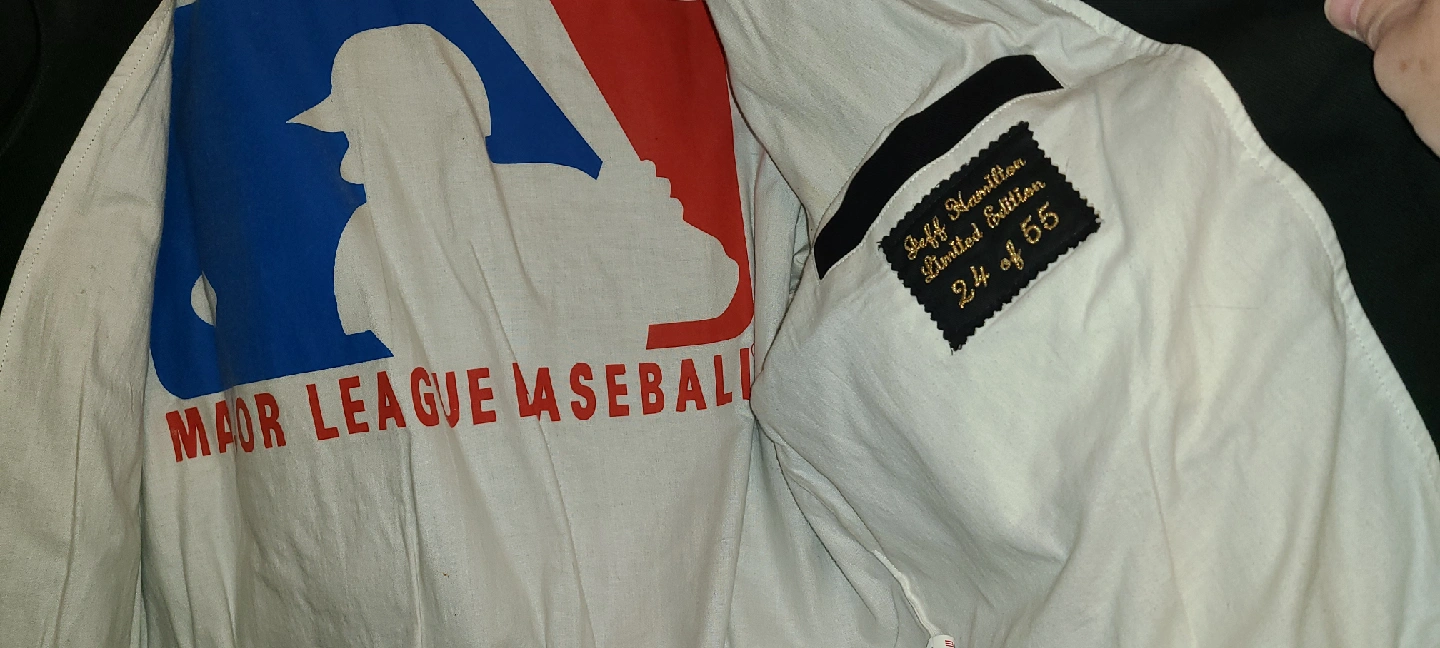 MAJOR LEAGUE BASEBALL
Jeff Hamilton
Limited Edition
24 of 55